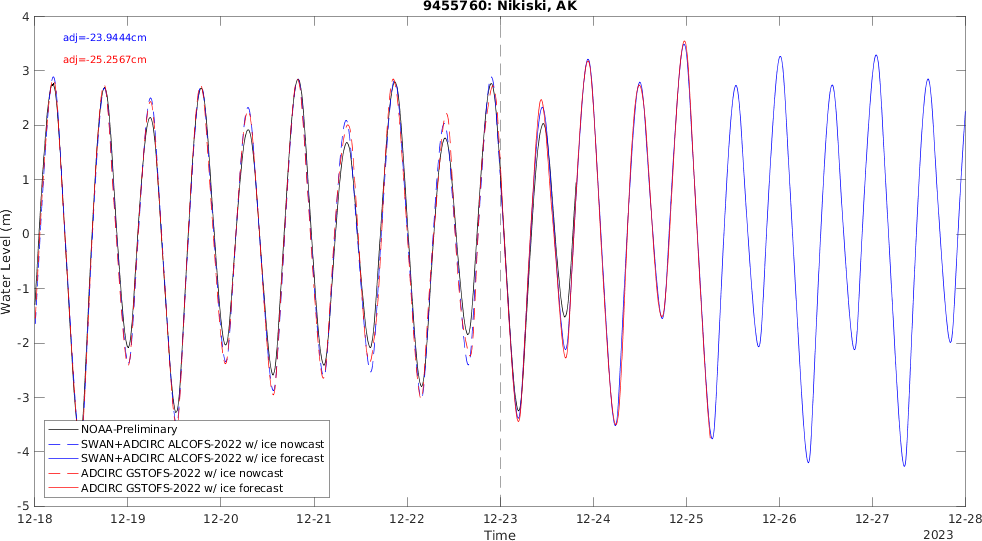 9455760: Nikiski, AK
adj=-23.9444cm
adj=-25.2567cm
4
3
2
1
0
-1
-2
-3
-4
-5
Water Level (m)
NOAA-Preliminary
SWAN+ADCIRC ALCOFS-2022 w/ ice nowcast
SWAN+ADCIRC ALCOFS-2022 w/ ice forecast
ADCIRC GSTOFS-2022 w/ ice nowcast
ADCIRC GSTOFS-2022 w/ ice forecast
12-18 12-19 12-20 12-21 12-22 12-23 12-24 12-25 12-26 12-27 12-28
Time
2023